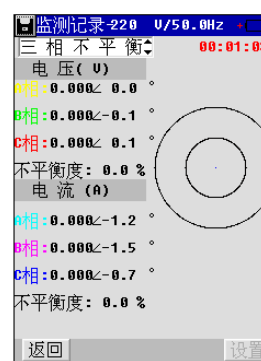 监测记录-220 V/50.0Hz
三相不平衡 00:01:0
电 压( V)
A相:0.000∠ 0.0 °
B相:0.000∠-0.1 °
C相:0.000∠ 0.1 °
不平衡度: 0.0 %
电 流 (A)
A相:0.000∠-1.2 °
B相:0.000∠-1.5 °
C相:0.000∠-0.7 °
不平衡度: 0.0 %
返回 设置